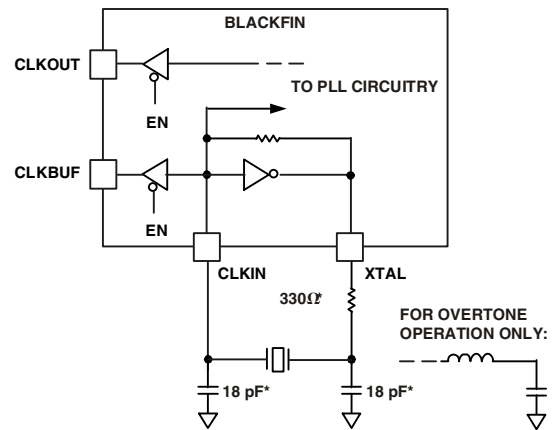 BLACKFIN
CLKOUT
TO PLL CIRCUITRY
EN
CLKBUF
EN
CLKIN
XTAL
330Ω*
FOR OVERTONE
OPERATION ONLY:
18 pF*
18 pF*